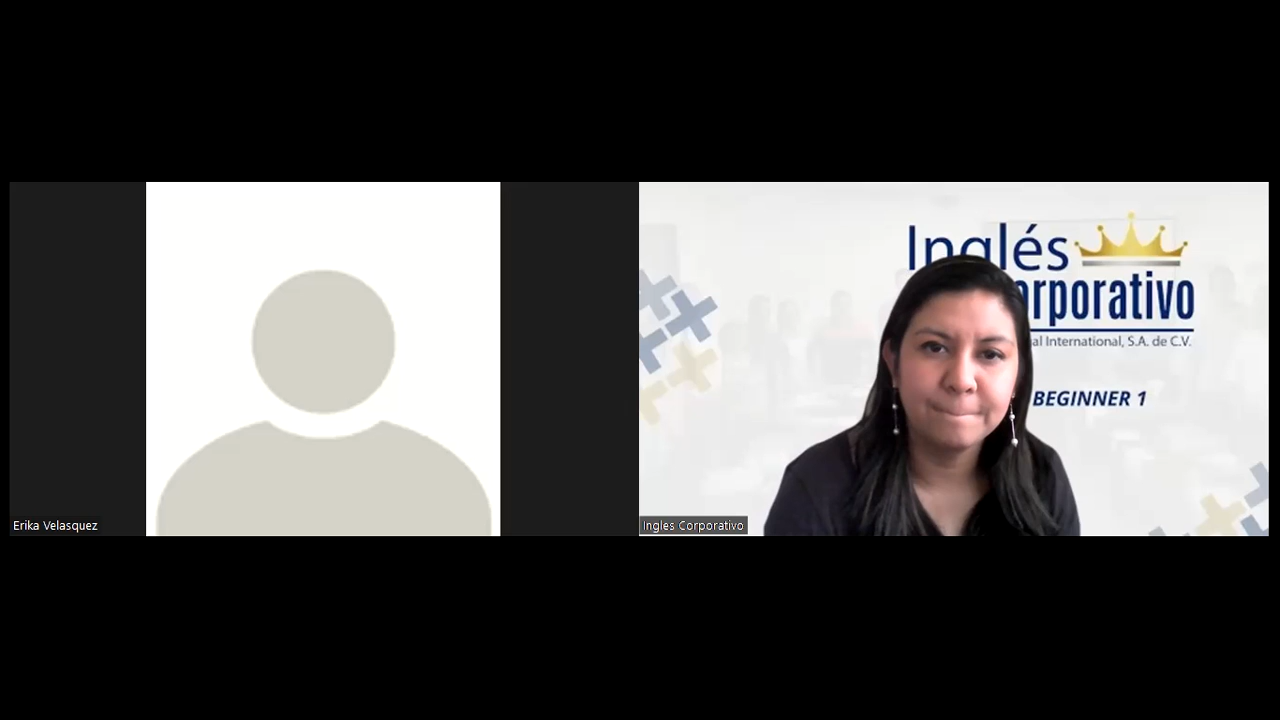 Erika Velasquez
Inglés
orporativo
al International, S.A. de C.V.
BEGINNER 1
Ingles Corporativo